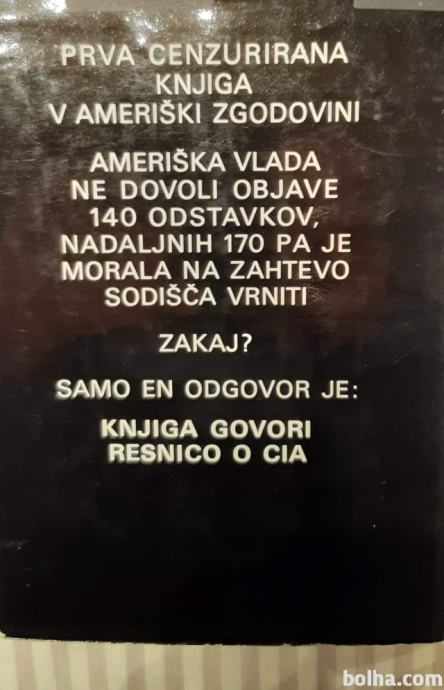 PRVA CENZURIRANA
KNJIGA
V AMERIŠKI ZGODOVINI
AMERIŠKA VLADA
NE DOVOLI OBJAVE
140 ODSTAVKOV,
NADALJNIH 170 PA JE
MORALA NA ZAHTEVO
SODIŠČA VRNITI
ZAKAJ?
SAMO EN ODGOVOR JE:
KNJIGA GOVORI
RESNICO O CIA
bolha.com